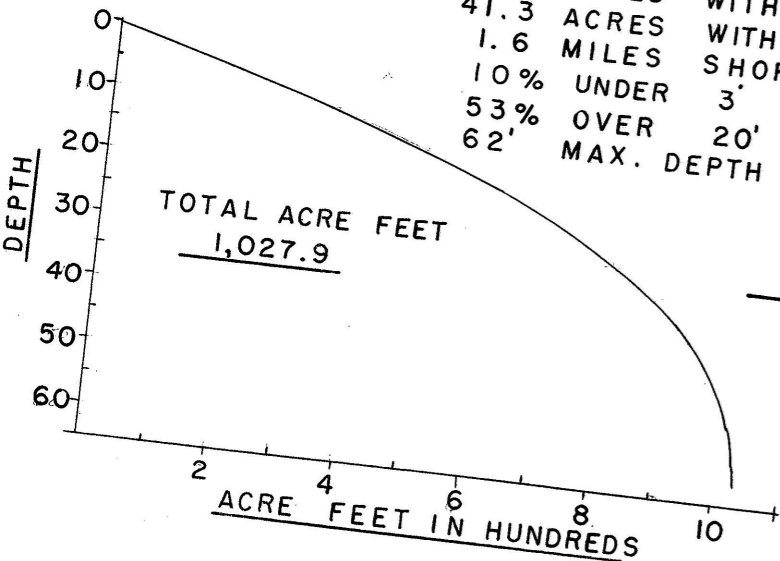 WITH
41.3 ACRES WITH
1.6 MILES
10% UNDER 3'
53% OVER 20'
62' MAX. DEPTH
0
10
20
30
40
50
60
DEPTH
TOTAL ACRE FEET
1,027.9
2 4 6 8 10
ACRE FEET IN HUNDREDS